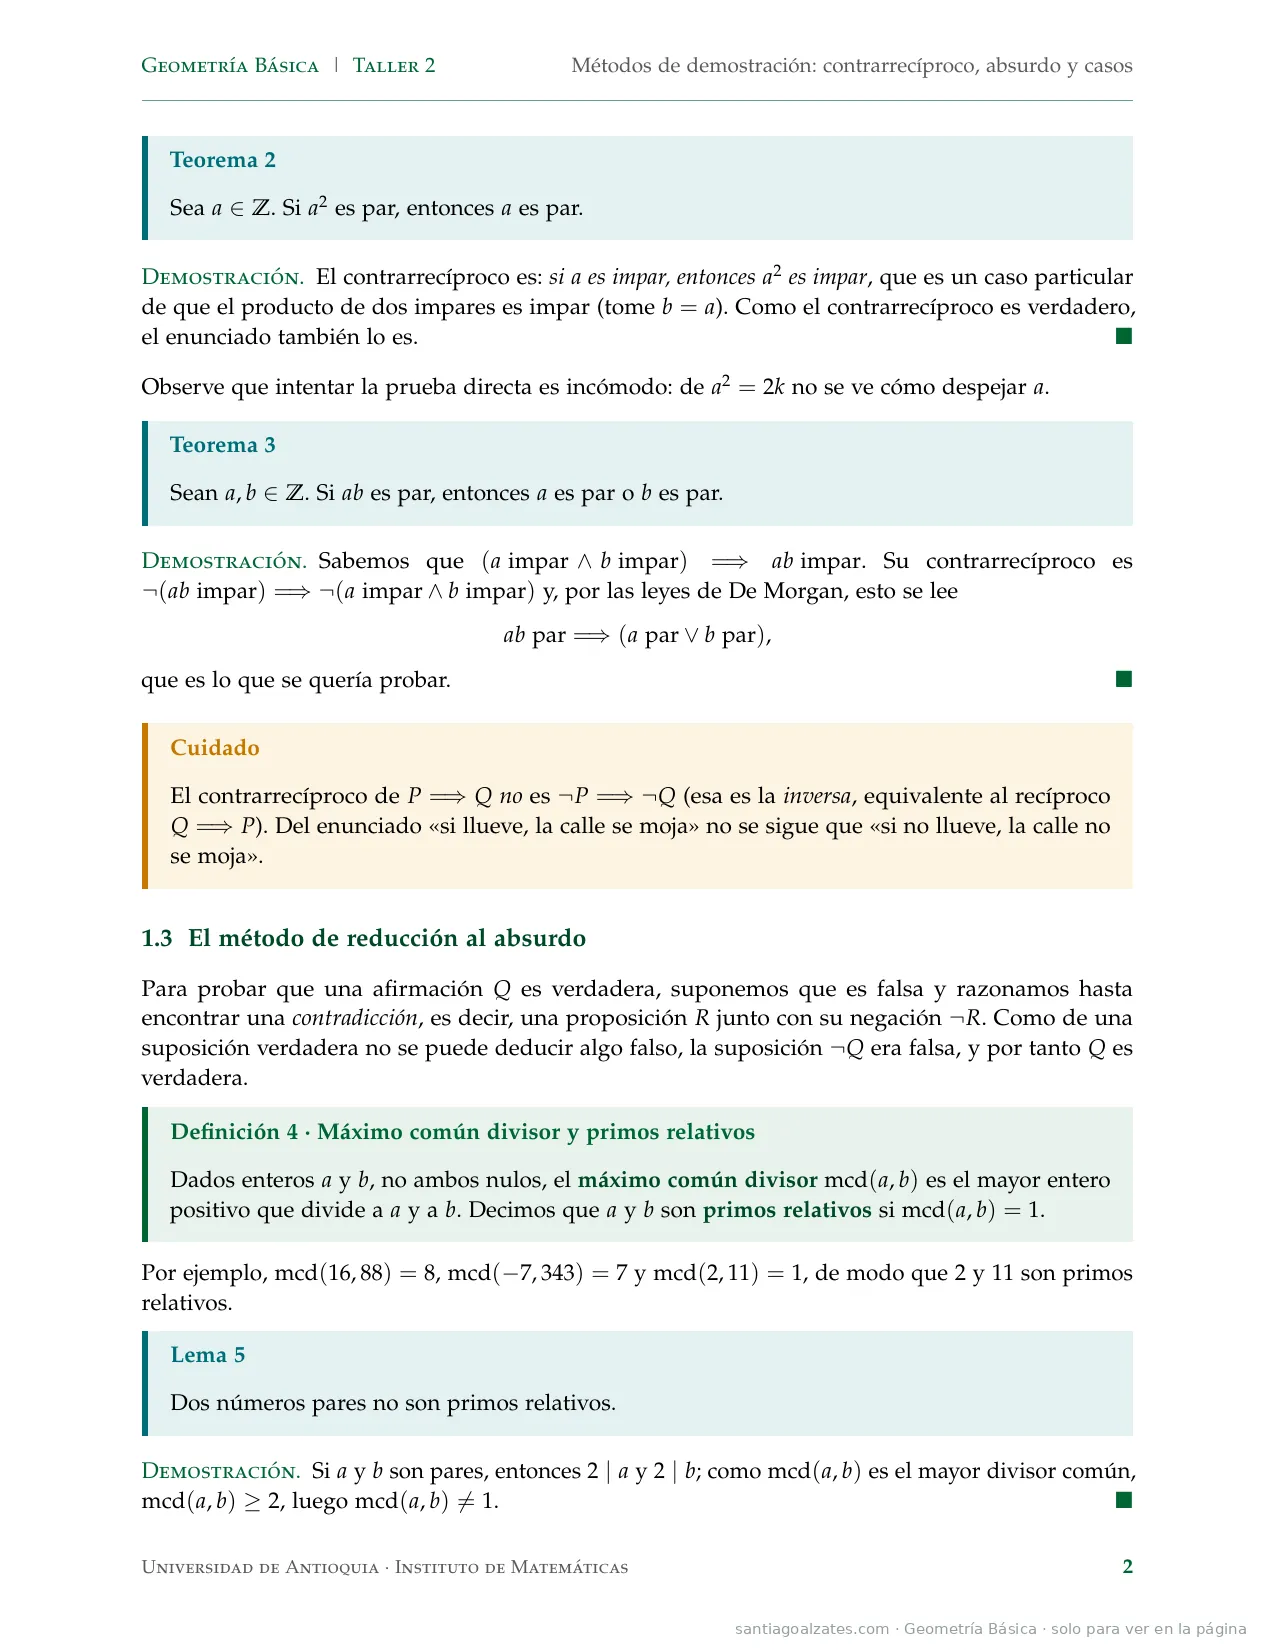 Geometría Básica | Taller 2 Métodos de demostración: contrarrecíproco, absurdo y casos
Teorema 2
Sea a ∈ ℤ. Si a² es par, entonces a es par.
Demostración. El contrarrecíproco es: si a es impar, entonces a² es impar, que es un caso particular
de que el producto de dos impares es impar (tome b = a). Como el contrarrecíproco es verdadero,
el enunciado también lo es. ■
Observe que intentar la prueba directa es incómodo: de a² = 2k no se ve cómo despejar a.
Teorema 3
Sean a, b ∈ ℤ. Si ab es par, entonces a es par o b es par.
Demostración. Sabemos que (a impar ∧ b impar) ⟹ ab impar. Su contrarrecíproco es
¬(ab impar) ⟹ ¬(a impar ∧ b impar) y, por las leyes de De Morgan, esto se lee
ab par ⟹ (a par ∨ b par),
que es lo que se quería probar. ■
Cuidado
El contrarrecíproco de P ⟹ Q no es ¬P ⟹ ¬Q (esa es la inversa, equivalente al recíproco
Q ⟹ P). Del enunciado «si llueve, la calle se moja» no se sigue que «si no llueve, la calle no
se moja».
1.3 El método de reducción al absurdo
Para probar que una afirmación Q es verdadera, suponemos que es falsa y razonamos hasta
encontrar una contradicción, es decir, una proposición R junto con su negación ¬R. Como de una
suposición verdadera no se puede deducir algo falso, la suposición ¬Q era falsa, y por tanto Q es
verdadera.
Definición 4 · Máximo común divisor y primos relativos
Dados enteros a y b, no ambos nulos, el máximo común divisor mcd(a, b) es el mayor entero
positivo que divide a a y a b. Decimos que a y b son primos relativos si mcd(a, b) = 1.
Por ejemplo, mcd(16, 88) = 8, mcd(−7, 343) = 7 y mcd(2, 11) = 1, de modo que 2 y 11 son primos
relativos.
Lema 5
Dos números pares no son primos relativos.
Demostración. Si a y b son pares, entonces 2 | a y 2 | b; como mcd(a, b) es el mayor divisor común,
mcd(a, b) ≥ 2, luego mcd(a, b) ≠ 1. ■
Universidad de Antioquia · Instituto de Matemáticas 2
santiagoalzates.com · Geometría Básica · solo para ver en la página